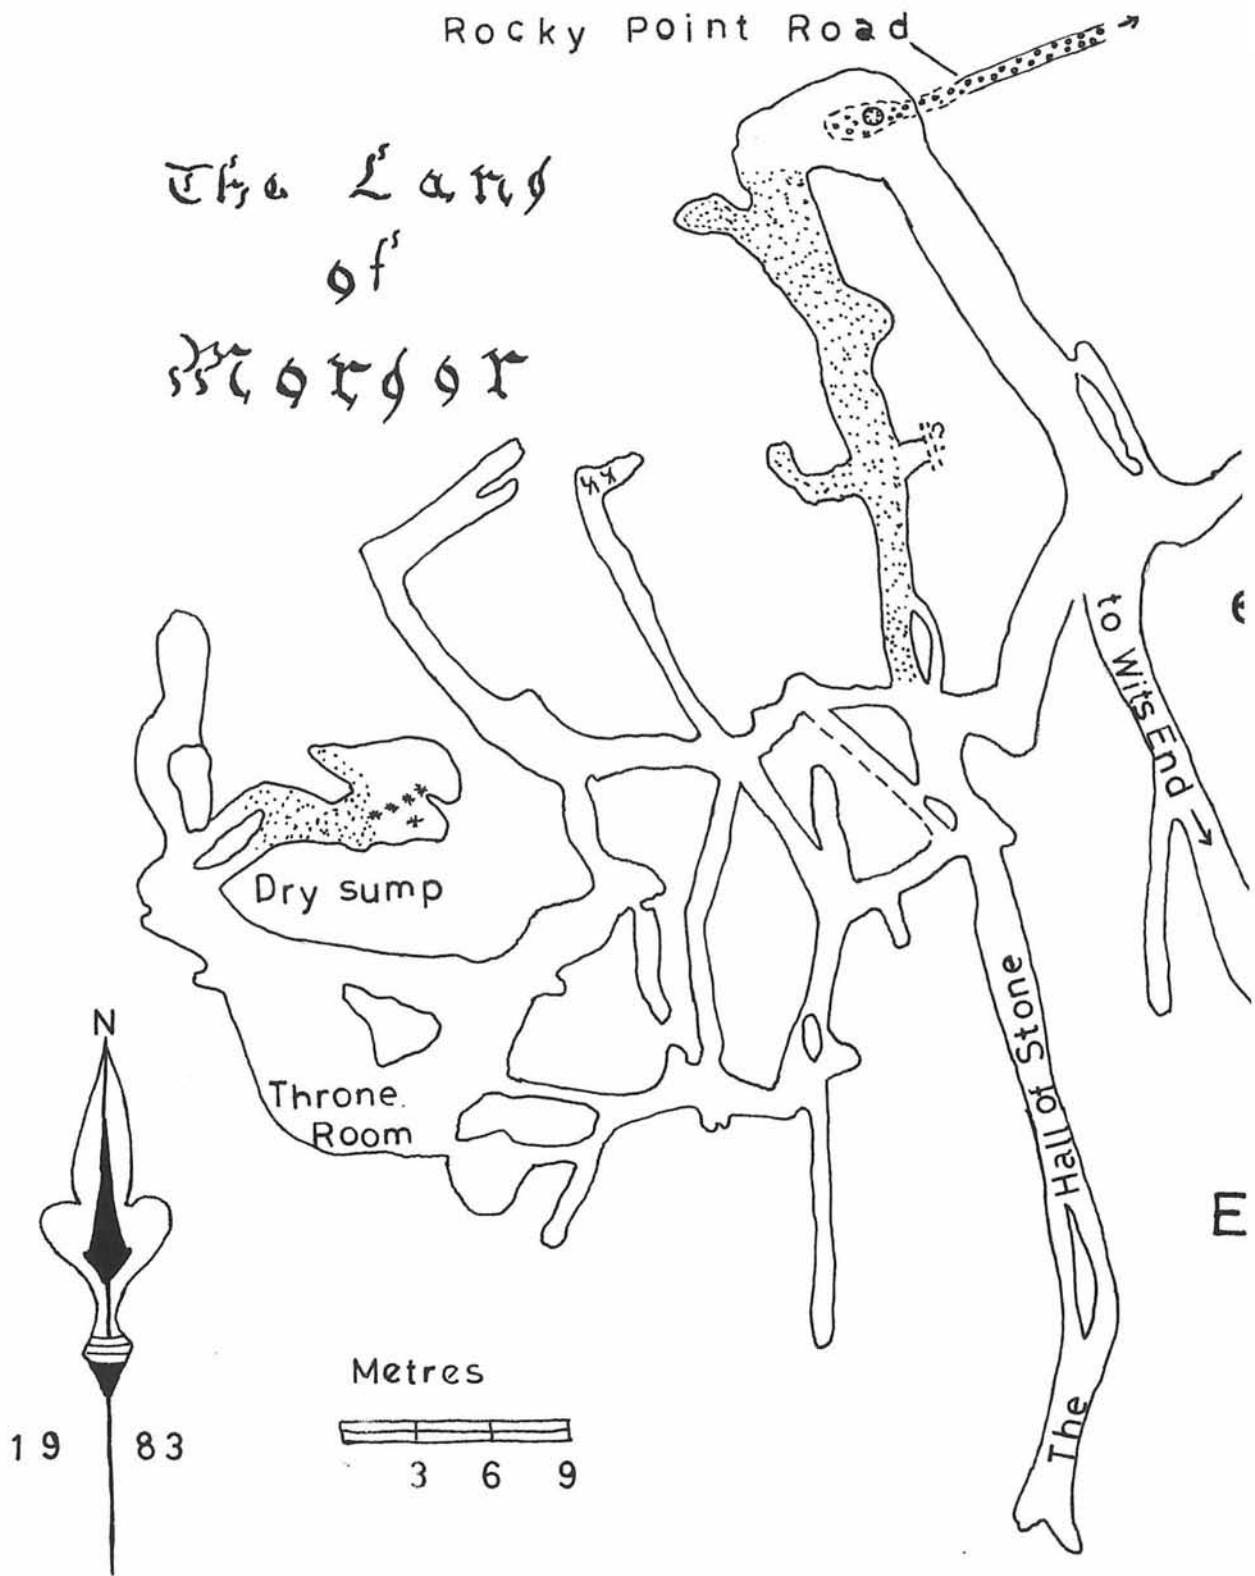 Rocky Point Road
The Land
of
Mordor
to Wits End
Dry sump
N
The Hall of Stone
Throne.
Room
E
Metres
19 83
3 6 9